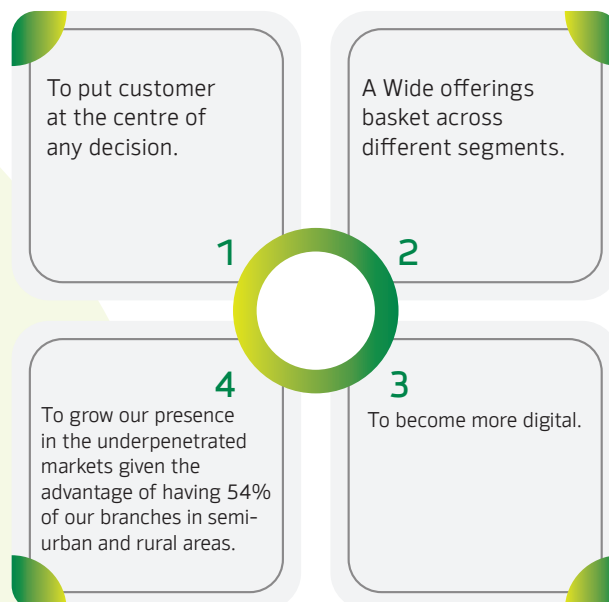 To put customer
at the centre of
any decision.
1
A Wide offerings
basket across
different segments.
2
3
To become more digital.
4
To grow our presence
in the underpenetrated
markets given the
advantage of having 54%
of our branches in semi-
urban and rural areas.